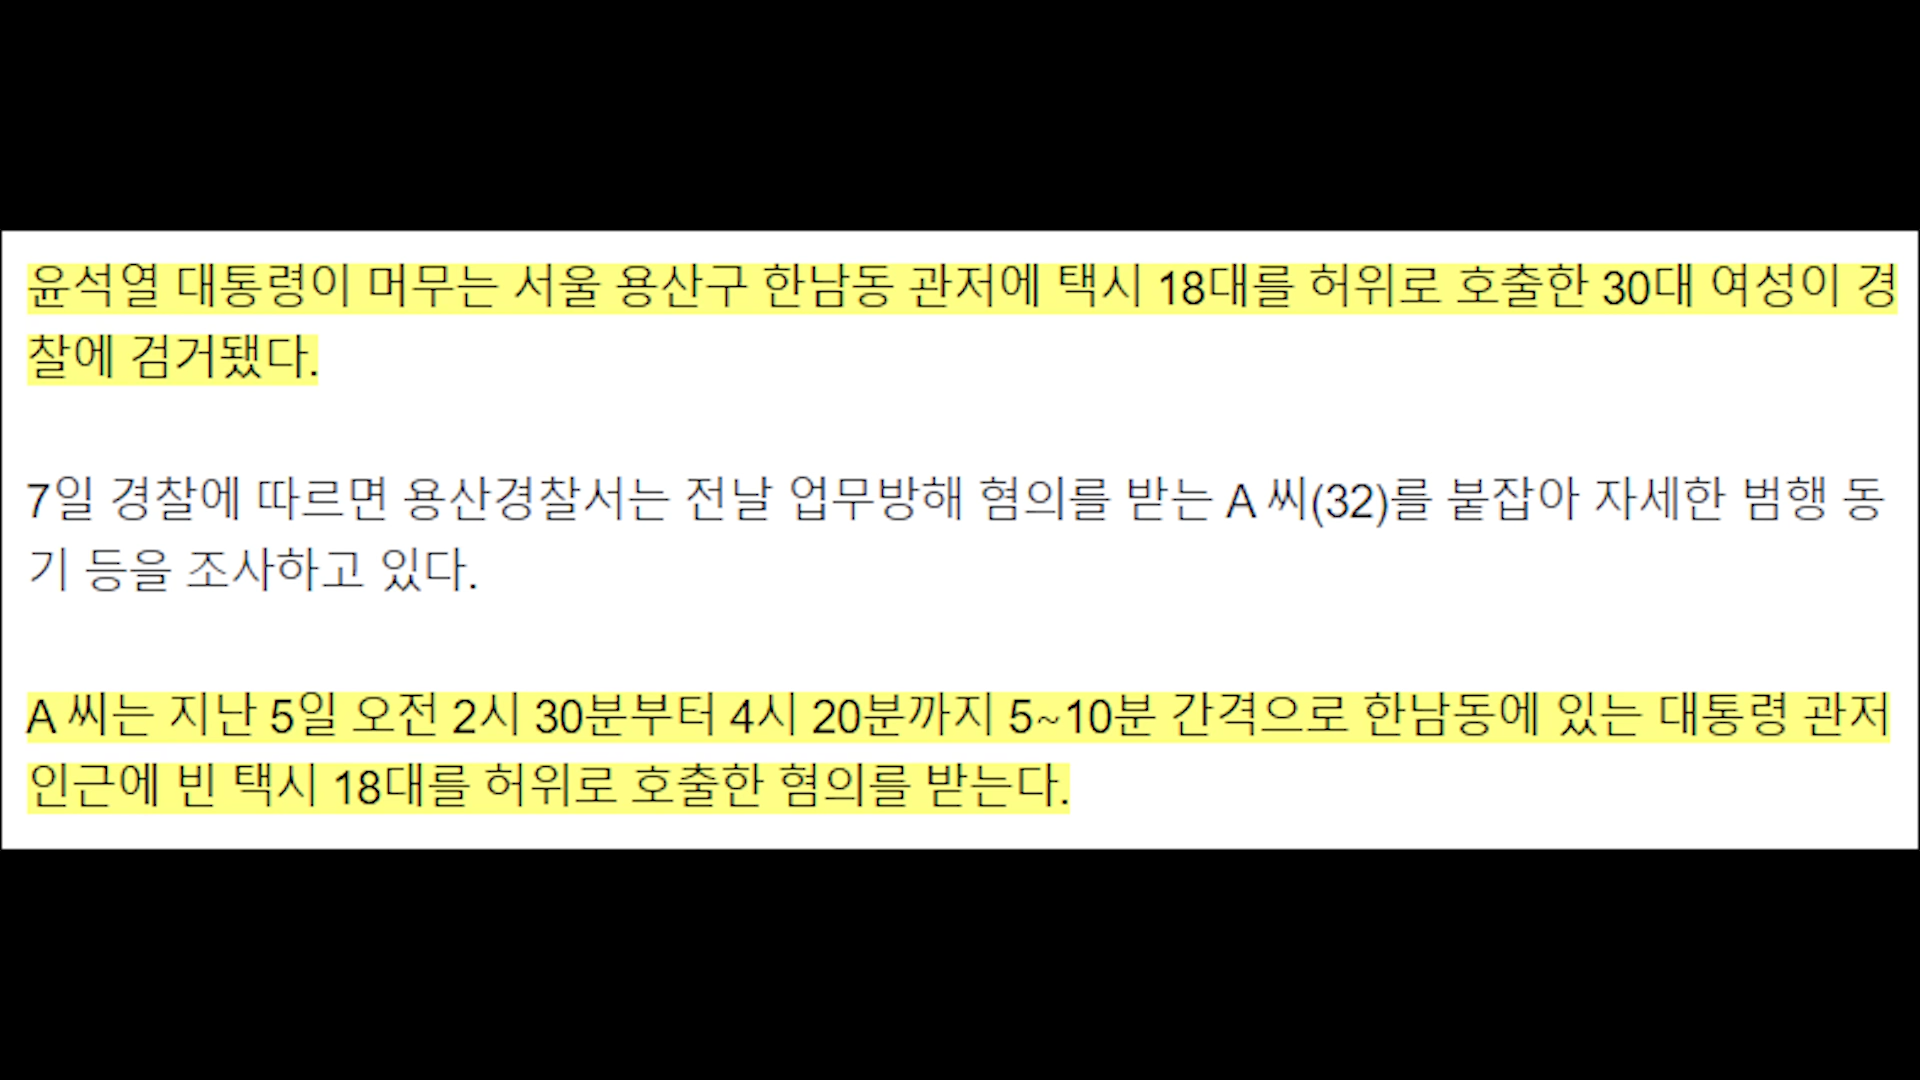 윤석열 대통령이 머무는 서울 용산구 한남동 관저에 택시 18대를 허위로 호출한 30대 여성이 경
찰에 검거됐다.
7일 경찰에 따르면 용산경찰서는 전날 업무방해 혐의를 받는 A 씨(32)를 붙잡아 자세한 범행 동
기 등을 조사하고 있다.
A 씨는 지난 5일 오전 2시 30분부터 4시 20분까지 5~10분 간격으로 한남동에 있는 대통령 관저
인근에 빈 택시 18대를 허위로 호출한 혐의를 받는다.